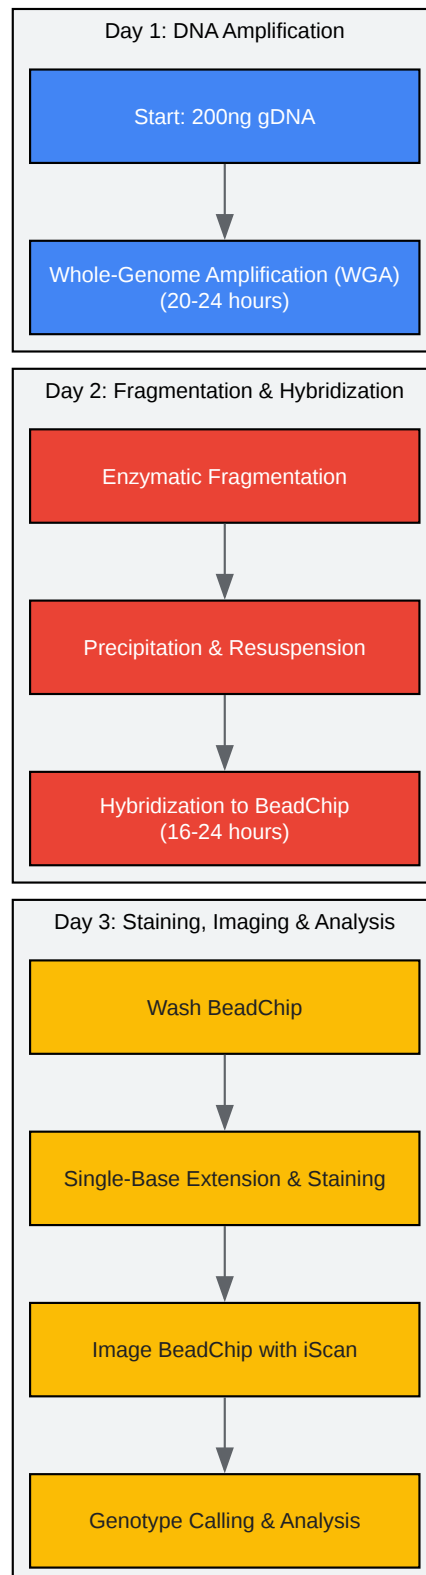 Day 1: DNA Amplification
Start: 200ng gDNA
Whole-Genome Amplification (WGA)
(20-24 hours)
Day 2: Fragmentation & Hybridization
Enzymatic Fragmentation
Precipitation & Resuspension
Hybridization to BeadChip
(16-24 hours)
Day 3: Staining, Imaging & Analysis
Wash BeadChip
Single-Base Extension & Staining
Image BeadChip with iScan
Genotype Calling & Analysis